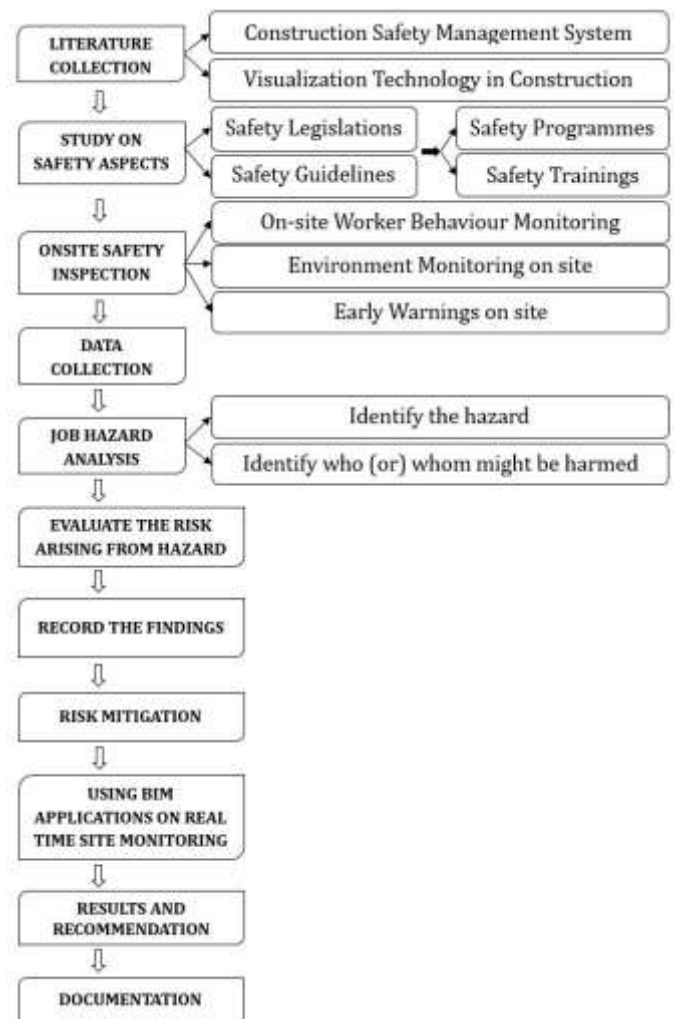 LITERATURE
COLLECTION
Construction Safety Management System
Visualization Technology in Construction
STUDY ON
SAFETY ASPECTS
Safety Legislations
Safety Guidelines
Safety Programmes
Safety Trainings
ONSITE SAFETY
INSPECTION
On-site Worker Behaviour Monitoring
Environment Monitoring on site
Early Warnings on site
DATA
COLLECTION
JOB HAZARD
ANALYSIS
Identify the hazard
Identify who (or) whom might be harmed
EVALUATE THE RISK
ARISING FROM HAZARD
RECORD THE FINDINGS
RISK MITIGATION
USING BIM
APPLICATIONS ON REAL
TIME SITE MONITORING
RESULTS AND
RECOMMENDATION
DOCUMENTATION